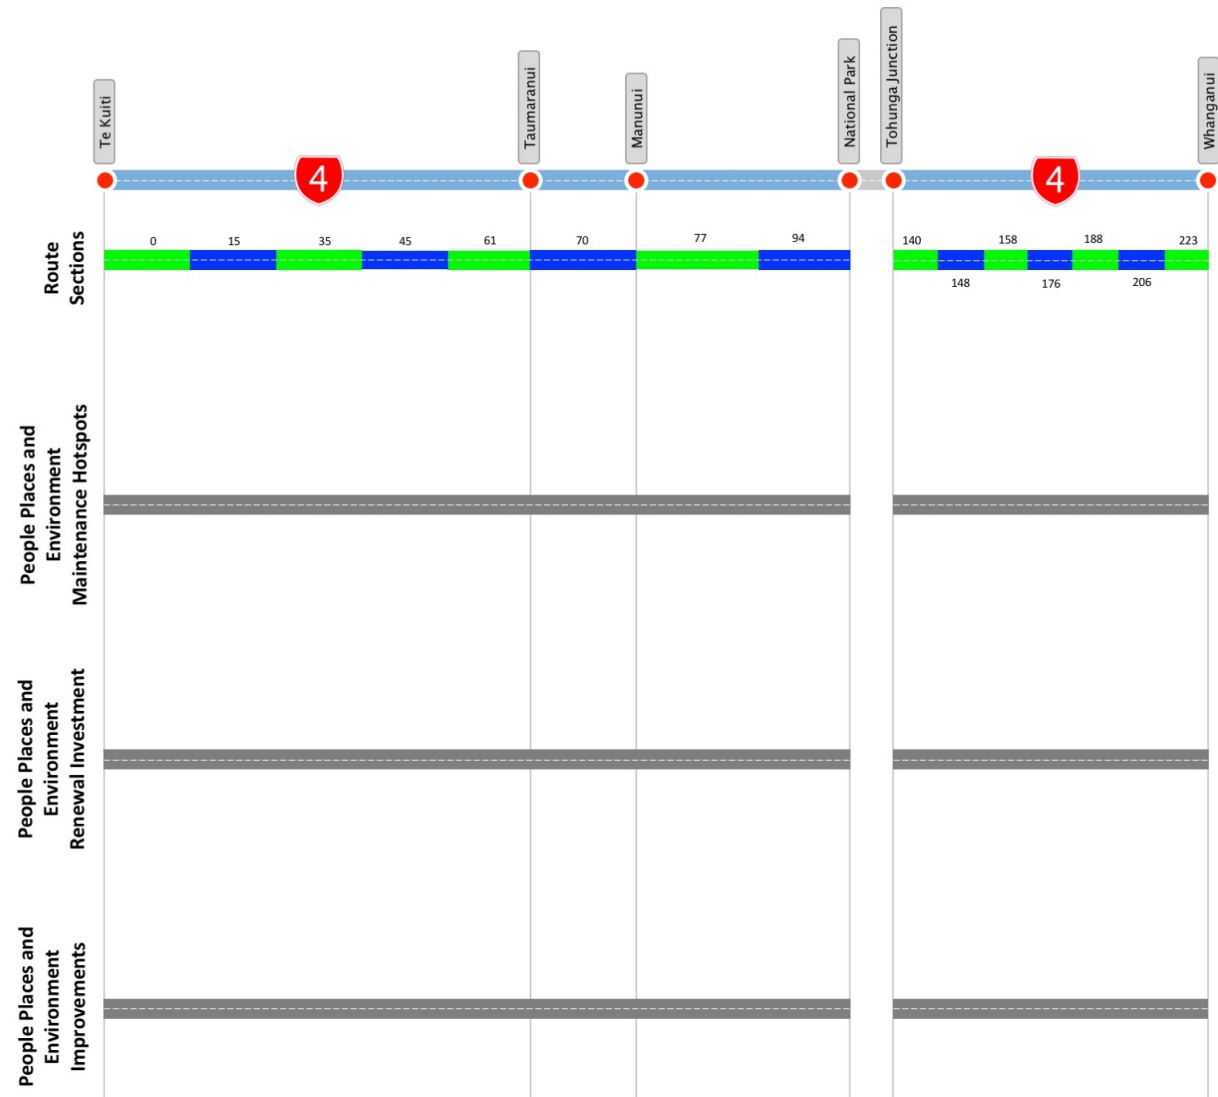 Te Kuiti
Taumaranui
Manunui
National Park
Tohunga Junction
Whanganui
4
4
Route
Sections
0
15
35
45
61
70
77
94
140
158
188
223
148
176
206
People Places and
Environment
Maintenance Hotspots
People Places and
Environment
Renewal Investment
People Places and
Environment
Improvements